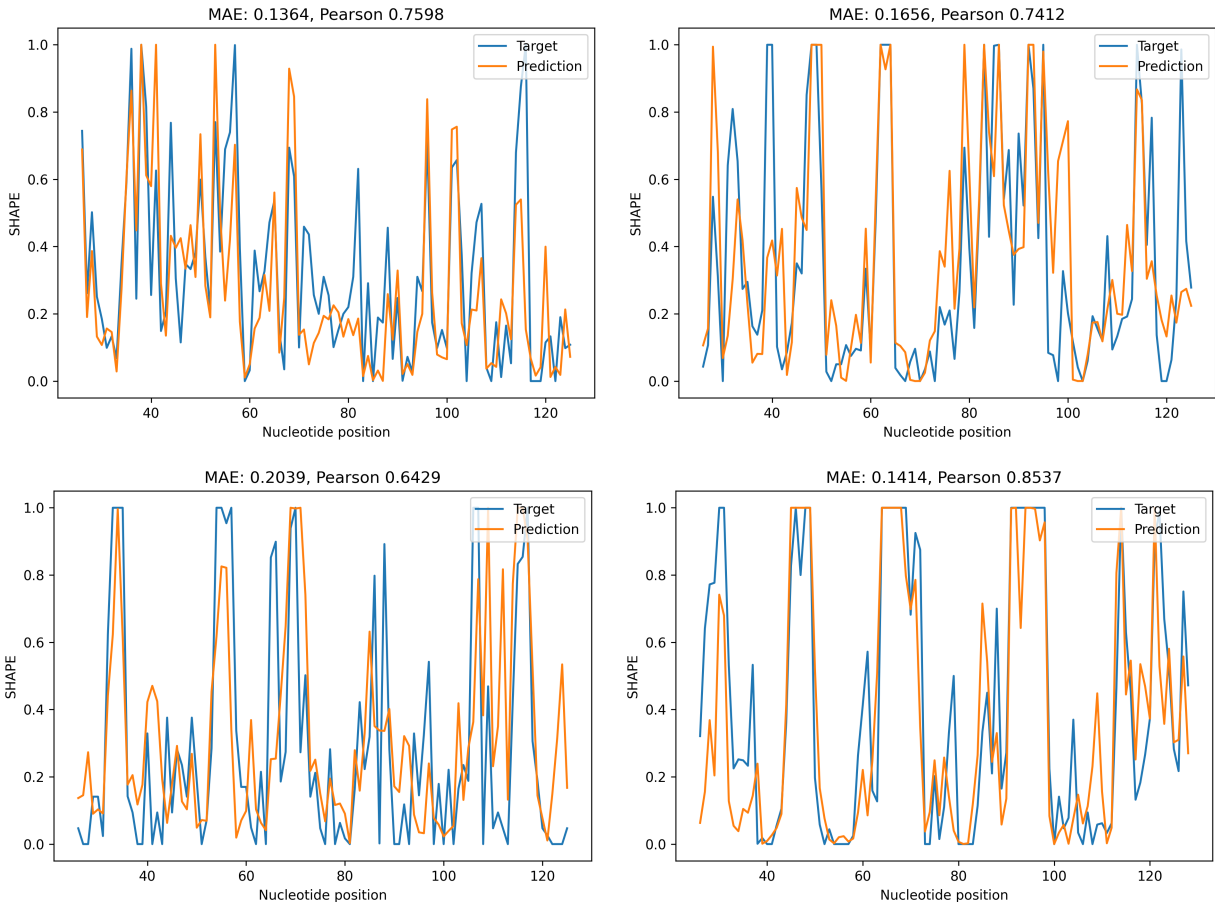 MAE: 0.1364, Pearson 0.7598
1.0
0.8
0.6
0.4
0.2
0.0
SHAPE
Target
Prediction
40
60
80
100
120
Nucleotide position
MAE: 0.1656, Pearson 0.7412
1.0
0.8
0.6
0.4
0.2
0.0
SHAPE
Target
Prediction
40
60
80
100
120
Nucleotide position
MAE: 0.2039, Pearson 0.6429
1.0
0.8
0.6
0.4
0.2
0.0
SHAPE
Target
Prediction
40
60
80
100
120
Nucleotide position
MAE: 0.1414, Pearson 0.8537
1.0
0.8
0.6
0.4
0.2
0.0
SHAPE
Target
Prediction
40
60
80
100
120
Nucleotide position